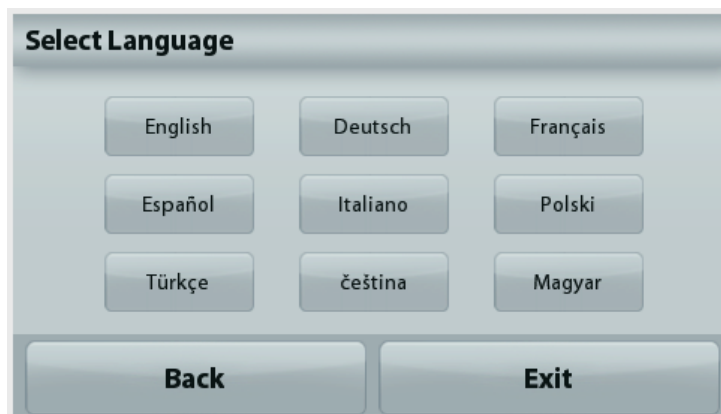 Select Language
English Deutsch Français
Español Italiano Polski
Türkçe čeština Magyar
Back Exit